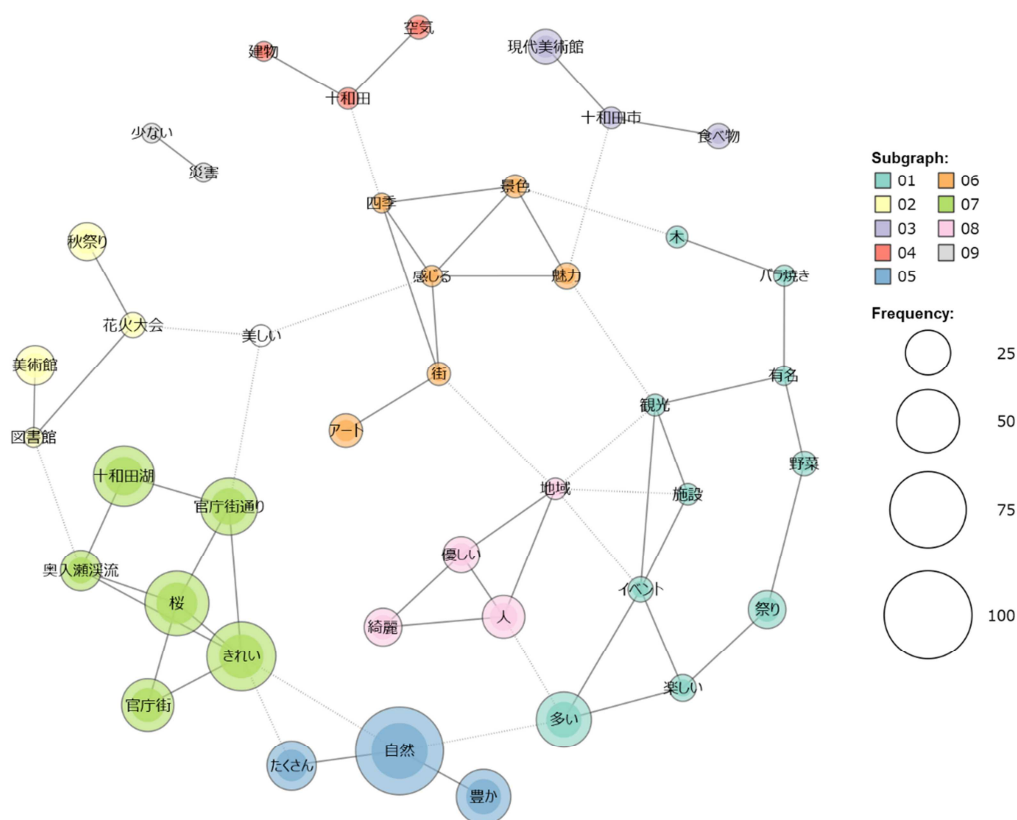 空気
建物
現代美術館
十和田
十和田市
少ない
食べ物
災害
景色
四季
秋祭り
木
感じる
魅力
バラ焼き
花火大会
美しい
美術館
街
有名
観光
アート
図書館
野菜
十和田湖
地域
施設
官庁街通り
優しい
奥入瀬渓流
イベント
桜
祭り
人
綺麗
きれい
楽しい
官庁街
多い
自然
たくさん
豊か
Subgraph:
01
06
02
07
03
08
04
09
05
Frequency:
25
50
75
100